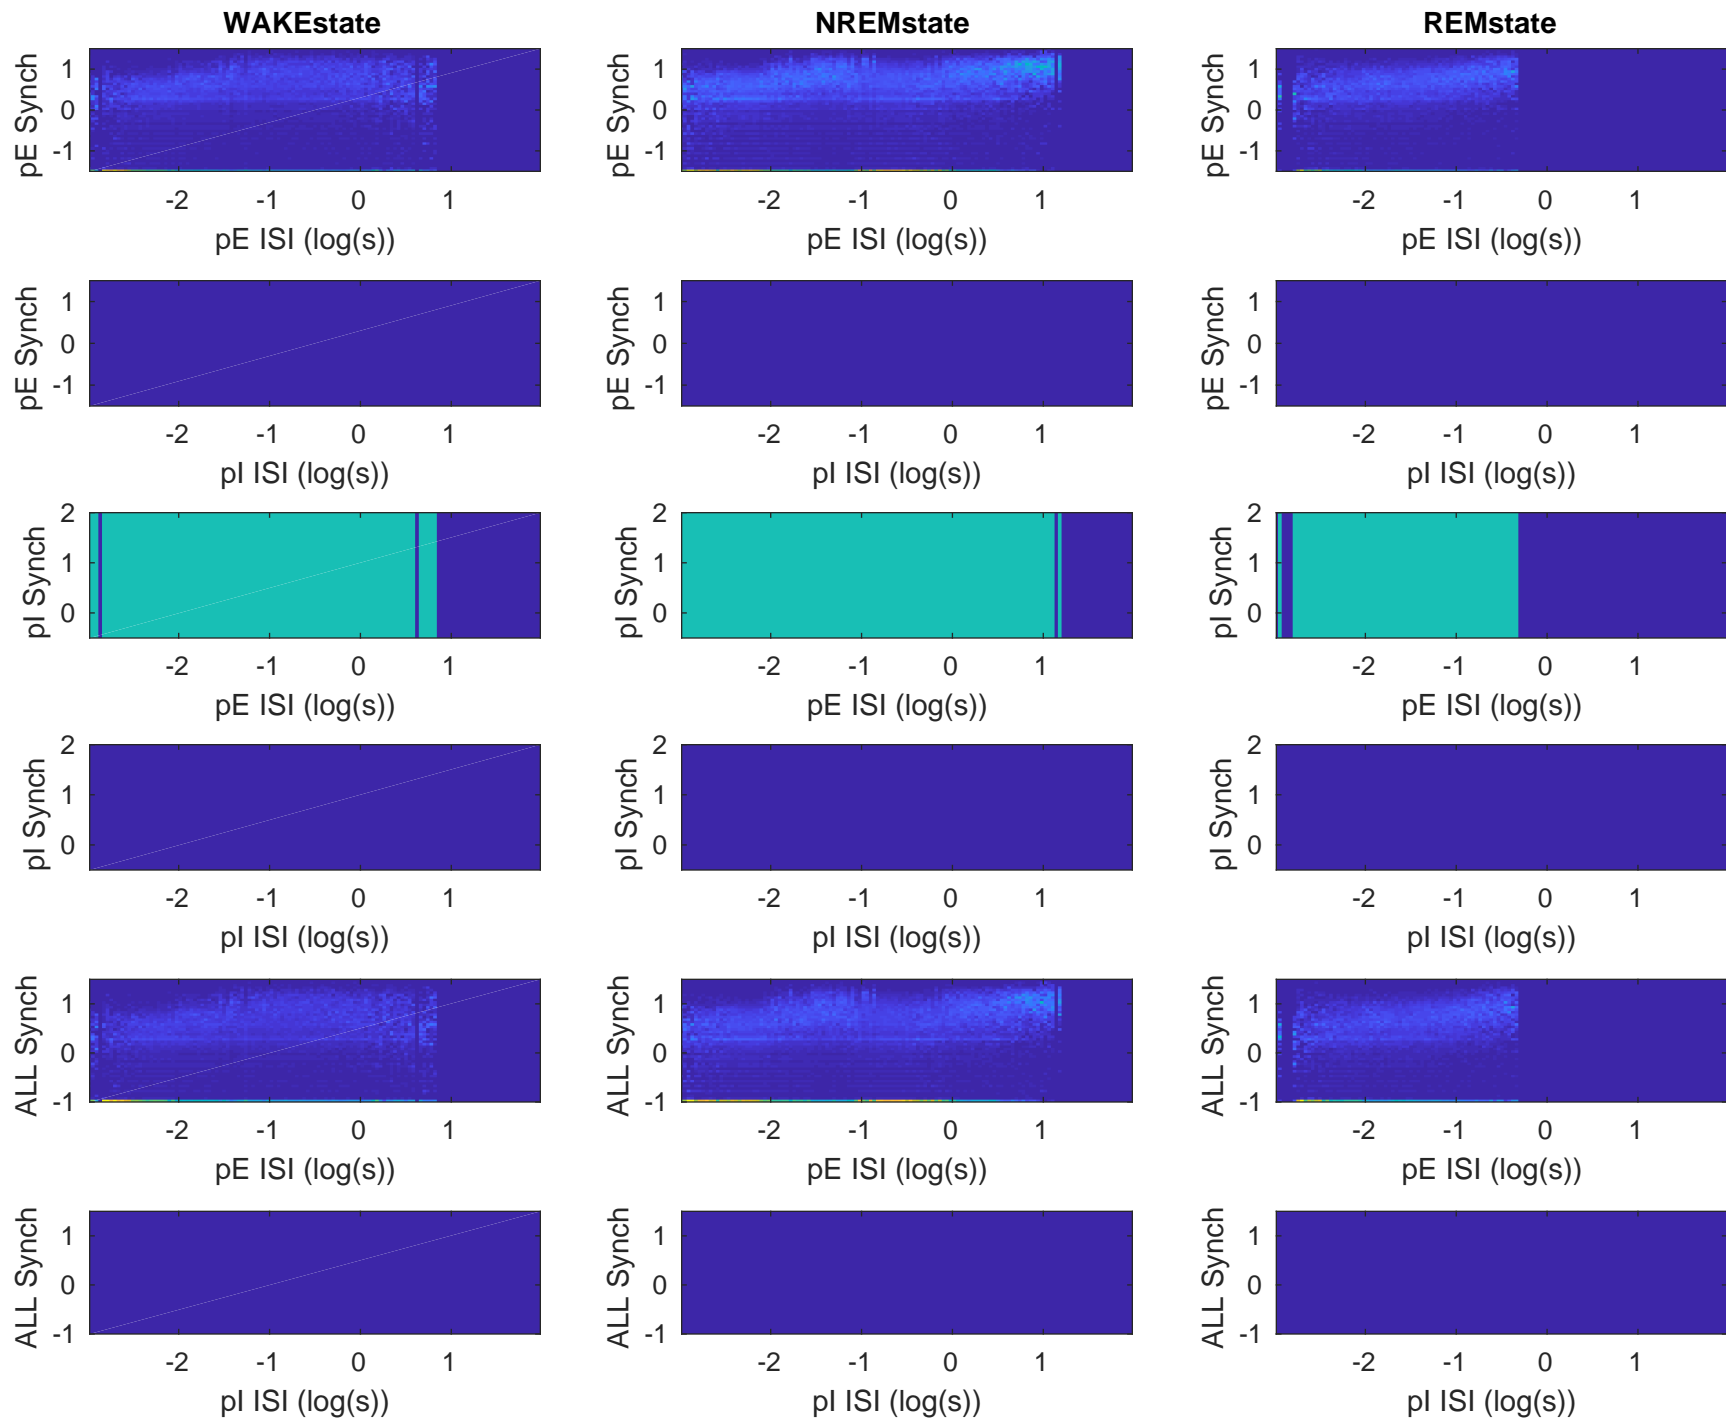 WAKEstate NREMstate REMstate
pE Synch 1 0 -1 pE Synch 1 0 -1 pE Synch 1 0 -1
-2 -1 0 1 -2 -1 0 1 -2 -1 0 1
pE ISI (log(s)) pE ISI (log(s)) pE ISI (log(s))
pE Synch 1 0 -1 pE Synch 1 0 -1 pE Synch 1 0 -1
-2 -1 0 1 -2 -1 0 1 -2 -1 0 1
pI ISI (log(s)) pI ISI (log(s)) pI ISI (log(s))
pI Synch 2 1 0 pI Synch 2 1 0 pI Synch 2 1 0
-2 -1 0 1 -2 -1 0 1 -2 -1 0 1
pE ISI (log(s)) pE ISI (log(s)) pE ISI (log(s))
pI Synch 2 1 0 pI Synch 2 1 0 pI Synch 2 1 0
-2 -1 0 1 -2 -1 0 1 -2 -1 0 1
pI ISI (log(s)) pI ISI (log(s)) pI ISI (log(s))
ALL Synch 1 0 -1 ALL Synch 1 0 -1 ALL Synch 1 0 -1
-2 -1 0 1 -2 -1 0 1 -2 -1 0 1
pE ISI (log(s)) pE ISI (log(s)) pE ISI (log(s))
ALL Synch 1 0 -1 ALL Synch 1 0 -1 ALL Synch 1 0 -1
-2 -1 0 1 -2 -1 0 1 -2 -1 0 1
pI ISI (log(s)) pI ISI (log(s)) pI ISI (log(s))